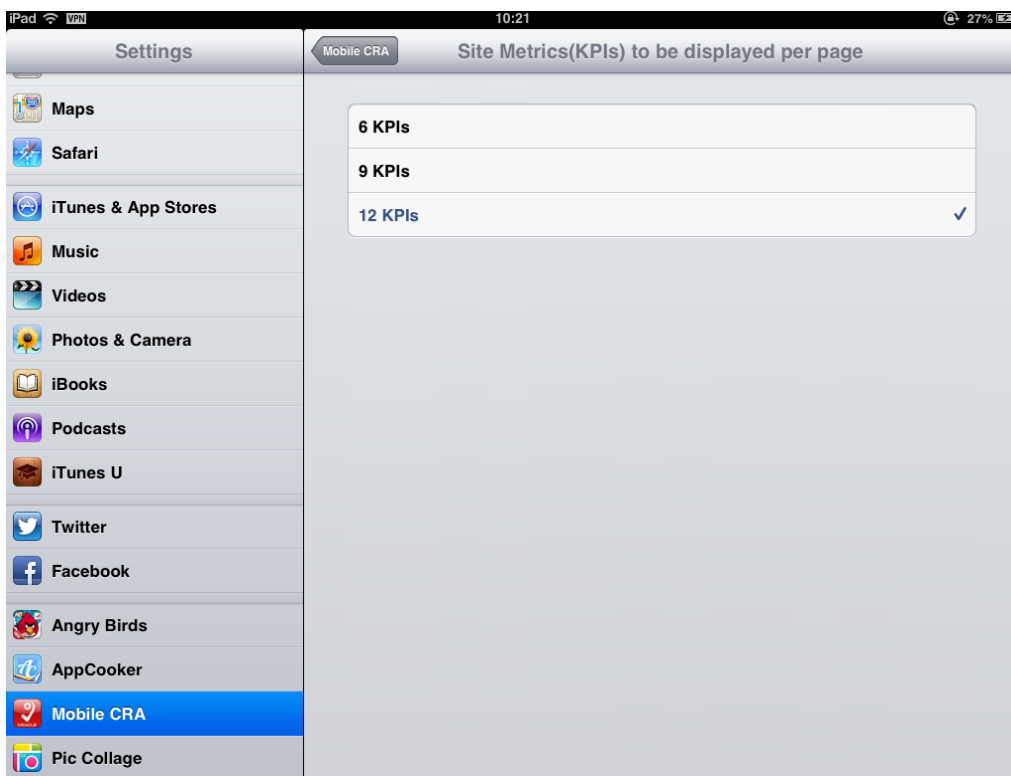 iPad VPN 10:21 27%
Settings
Mobile CRA Site Metrics(KPIs) to be displayed per page
Maps
Safari
iTunes & App Stores
Music
Videos
Photos & Camera
iBooks
Podcasts
iTunes U
Twitter
Facebook
Angry Birds
AppCooker
Mobile CRA
Pic Collage
6 KPIs
9 KPIs
12 KPIs